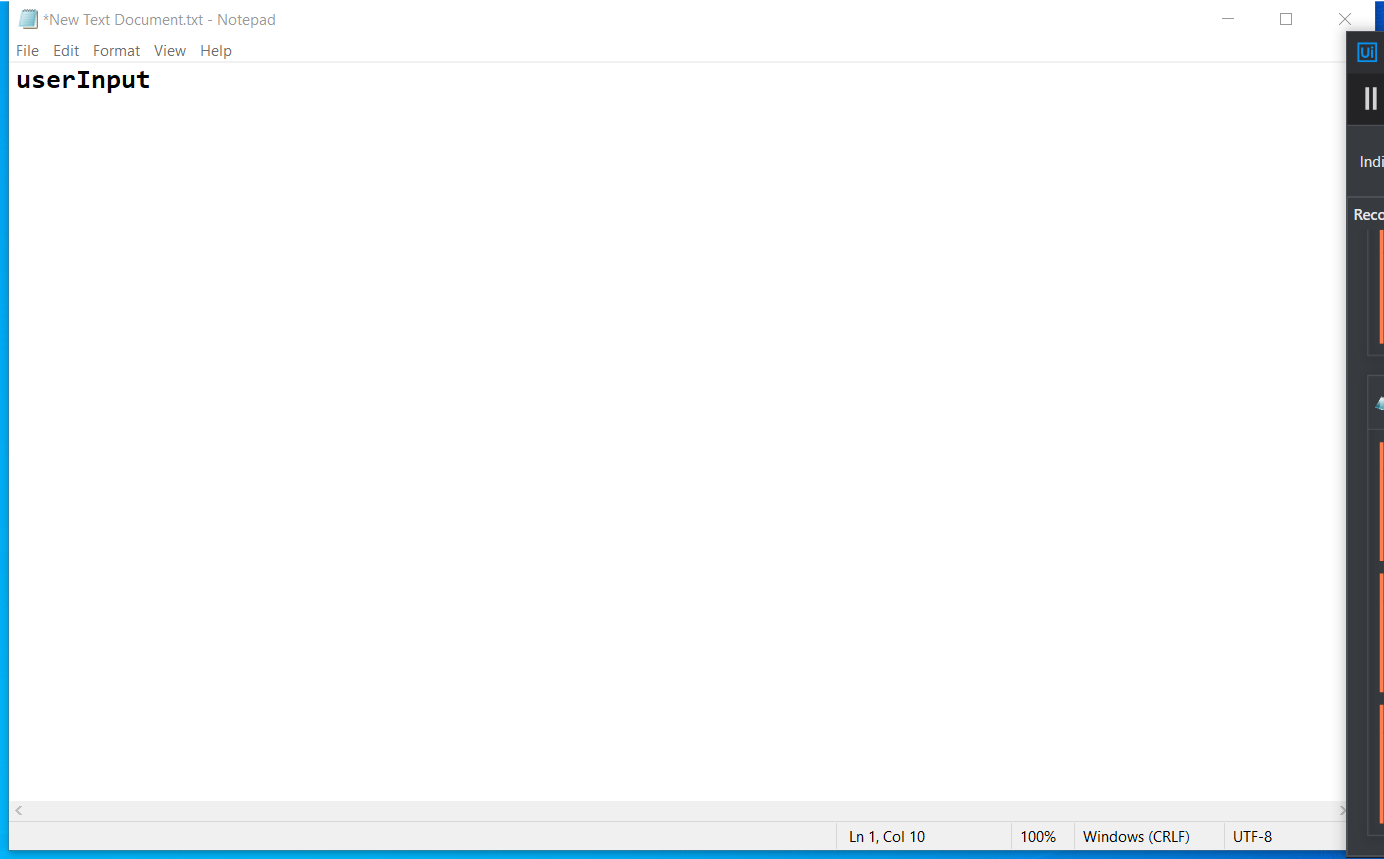 *New Text Document.txt - Notepad
File Edit Format View Help
userInput
Ui
Indi
Reco
Ln 1, Col 10 100% Windows (CRLF) UTF-8